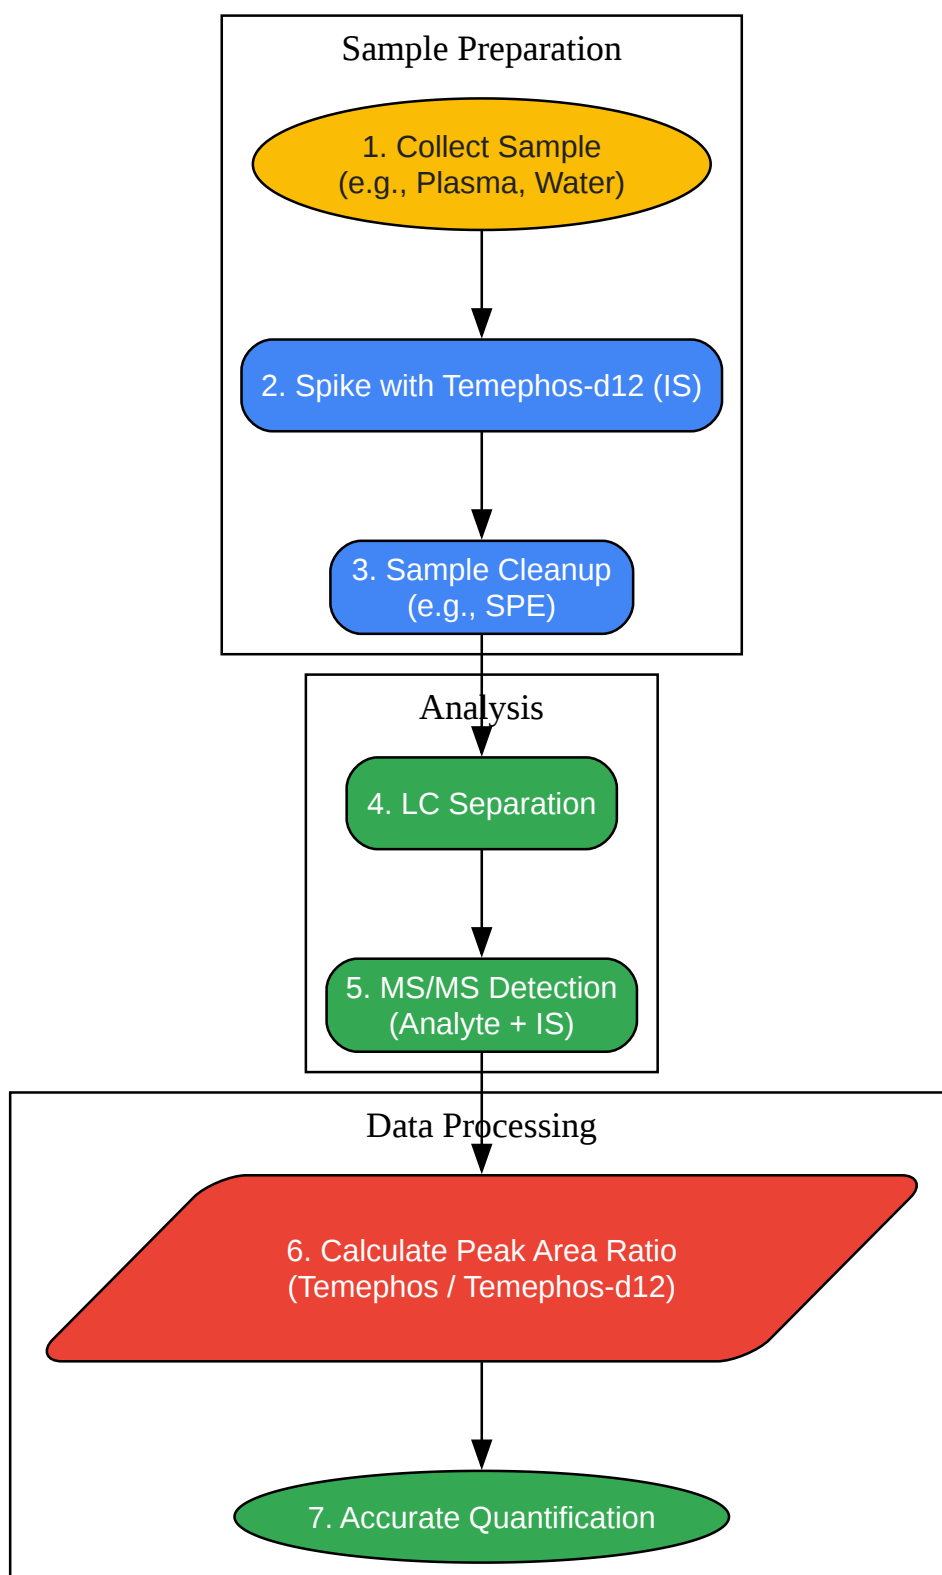 Sample Preparation
1. Collect Sample
(e.g., Plasma, Water)
2. Spike with Temephos-d12 (IS)
3. Sample Cleanup
(e.g., SPE)
Analysis
4. LC Separation
5. MS/MS Detection
(Analyte + IS)
Data Processing
6. Calculate Peak Area Ratio
(Temephos / Temephos-d12)
7. Accurate Quantification